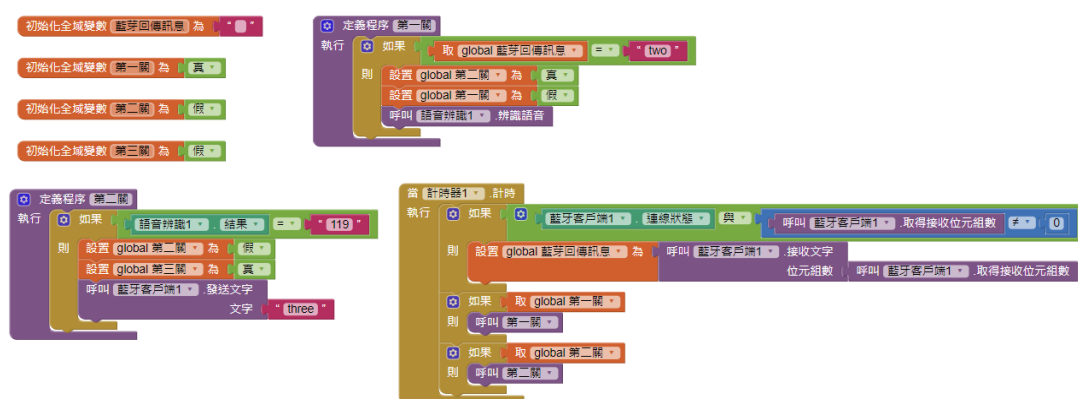 初始化全域變數 藍芽回傳訊息 為 " "
初始化全域變數 第一關 為 真
初始化全域變數 第二關 為 假
初始化全域變數 第三關 為 假
定義程序 第一關
執行 如果 取 global 藍芽回傳訊息 = " two "
則 設置 global 第二關 為 真
設置 global 第一關 為 假
呼叫 語音辨識1 .辨識語音
定義程序 第二關
執行 如果 語音辨識1 . 結果 = " 119 "
則 設置 global 第二關 為 假
設置 global 第三關 為 真
呼叫 藍牙客戶端1 .發送文字
文字 " three "
當 計時器1 .計時
執行 如果 藍牙客戶端1 . 連線狀態 與 呼叫 藍牙客戶端1 .取得接收位元組數 ≠ 0
則 設置 global 藍芽回傳訊息 為 呼叫 藍牙客戶端1 .接收文字
位元組數 呼叫 藍牙客戶端1 .取得接收位元組數
如果 取 global 第一關
則 呼叫 第一關
如果 取 global 第二關
則 呼叫 第二關